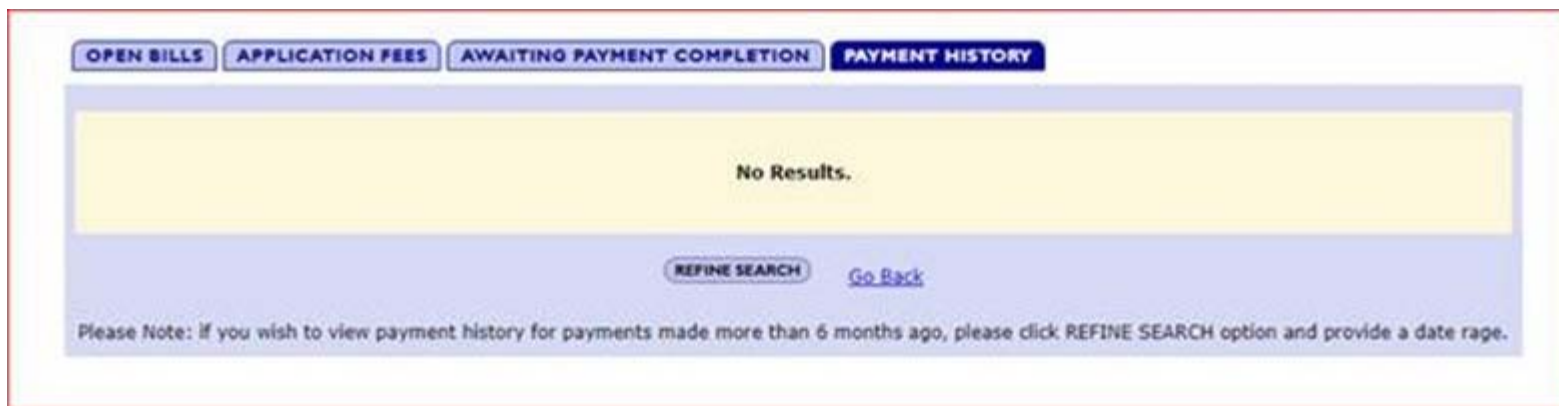 OPEN BILLS APPLICATION FEES AWAITING PAYMENT COMPLETION PAYMENT HISTORY
No Results.
REFINE SEARCH Go Back
Please Note: if you wish to view payment history for payments made more than 6 months ago, please click REFINE SEARCH option and provide a date rage.